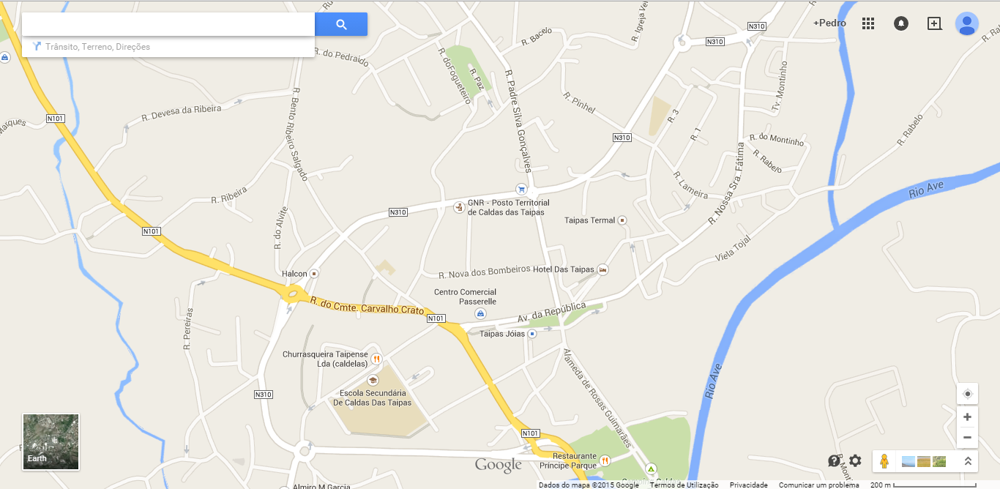 Trânsito, Terreno, Direções
+Pedro
N310
N310
R. Bacelo
R. Igreja
R. do Pedraido
R. doFogueteiro
R. Paz
R. Padre Silva Gonçalves
R. Pinhel
Tv. Montinho
R. Devesa da Ribeira
R. Bento Ribeiro Salgado
N101
N310
R. 3
R. 1
R. do Montinho
R. Rabelo
R. Rabelo
R. Lameira
R. Nossa Sra. Fátima
Rio Ave
R. Ribeira
GNR - Posto Territorial
de Caldas das Taipas
N310
Taipas Termal
R. do Alvite
N101
Viela Tojal
Halcon
R. Nova dos Bombeiros
Hotel Das Taipas
Centro Comercial
Passerelle
R. do Cmte. Carvalho Crato
N101
Av. da República
Taipas Jóias
R. Pereiras
Churrasqueira Taipense
Lda (caldelas)
Escola Secundária
De Caldas Das Taipas
Alameda de Rosas Guimarães
Rio Ave
N310
N101
Restaurante
Príncipe Parque
R. Montinho
Earth
Google
Almiro M Garcia
Dados do mapa ©2015 Google
Termos de Utilização
Privacidade
Comunicar um problema
200 m